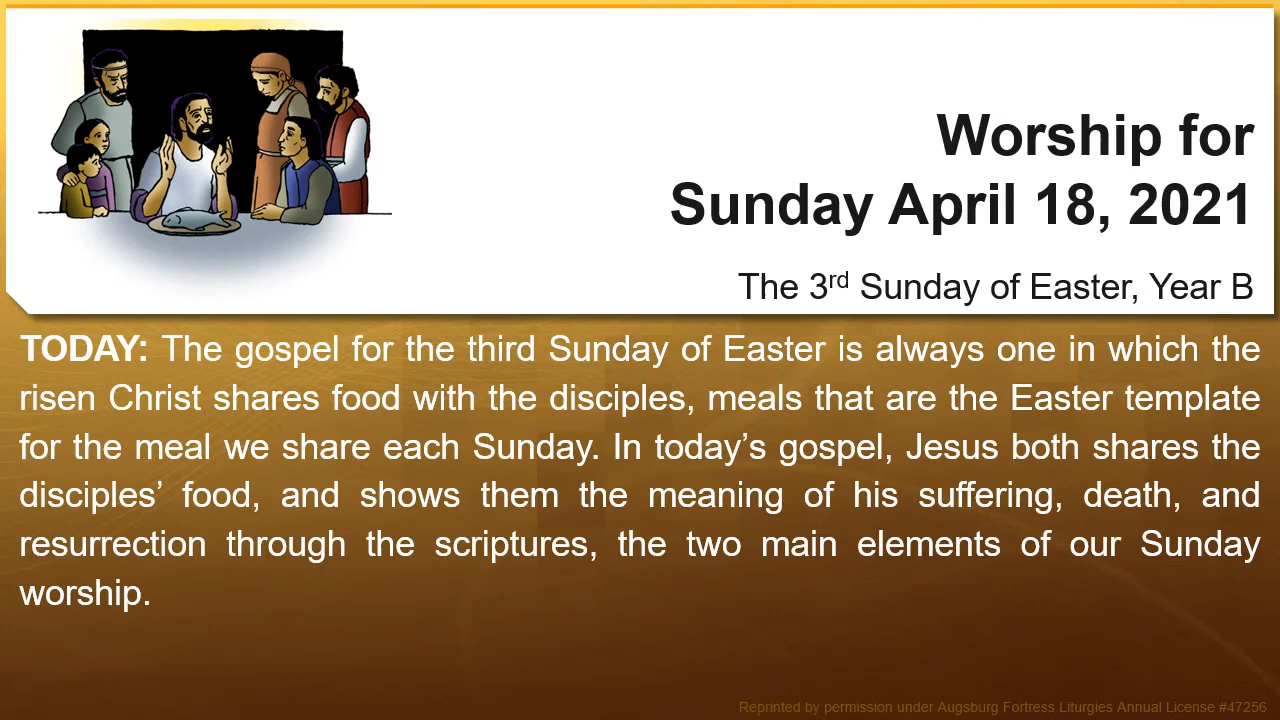 Worship for
Sunday April 18, 2021
The 3rd Sunday of Easter, Year B
TODAY: The gospel for the third Sunday of Easter is always one in which the
risen Christ shares food with the disciples, meals that are the Easter template
for the meal we share each Sunday. In today’s gospel, Jesus both shares the
disciples’ food, and shows them the meaning of his suffering, death, and
resurrection through the scriptures, the two main elements of our Sunday
worship.
Reprinted by permission under Augsburg Fortress Liturgies Annual License #47256